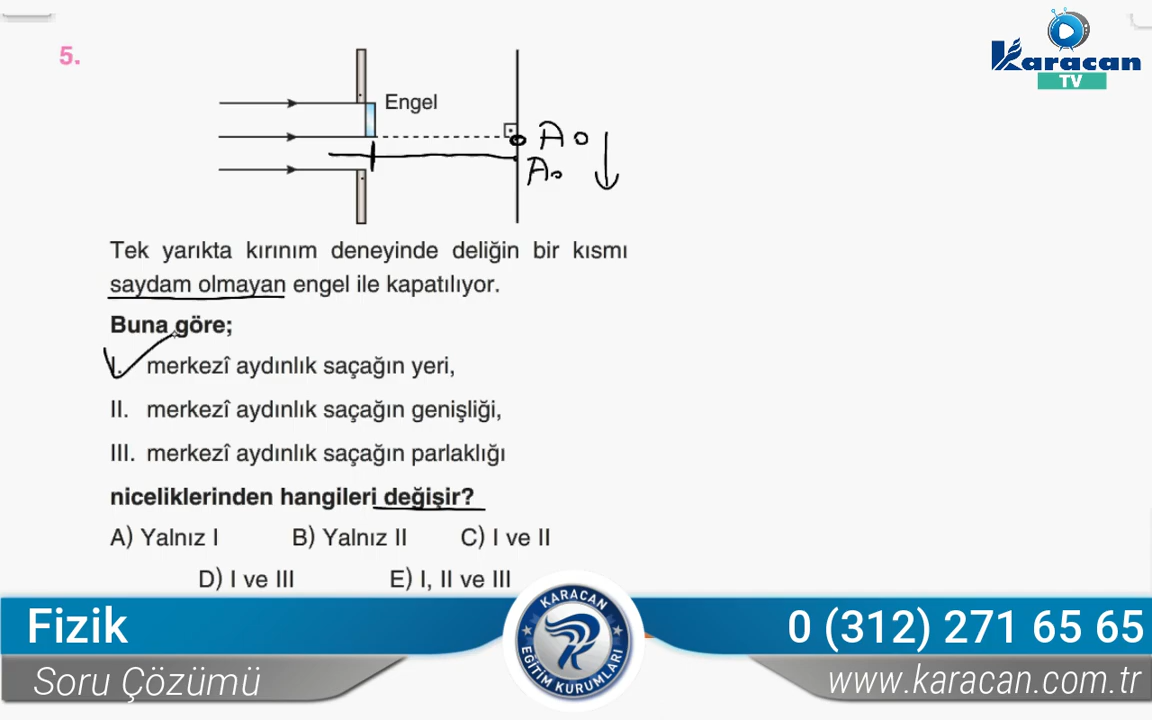 5.
Karacan
TV
Engel
A₀
A₀
Tek yarıkta kırınım deneyinde deliğin bir kısmı
saydam olmayan engel ile kapatılıyor.
Buna göre;
I. merkezî aydınlık saçağın yeri,
II. merkezî aydınlık saçağın genişliği,
III. merkezî aydınlık saçağın parlaklığı
niceliklerinden hangileri değişir?
A) Yalnız I B) Yalnız II C) I ve II
D) I ve III E) I, II ve III
Fizik
Soru Çözümü
KARACAN
EĞİTİM KURUMLARI
0 (312) 271 65 65
www.karacan.com.tr